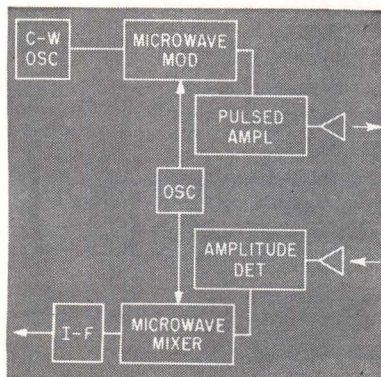 C-W
OSC
MICROWAVE
MOD
PULSED
AMPL
OSC
AMPLITUDE
DET
I-F
MICROWAVE
MIXER